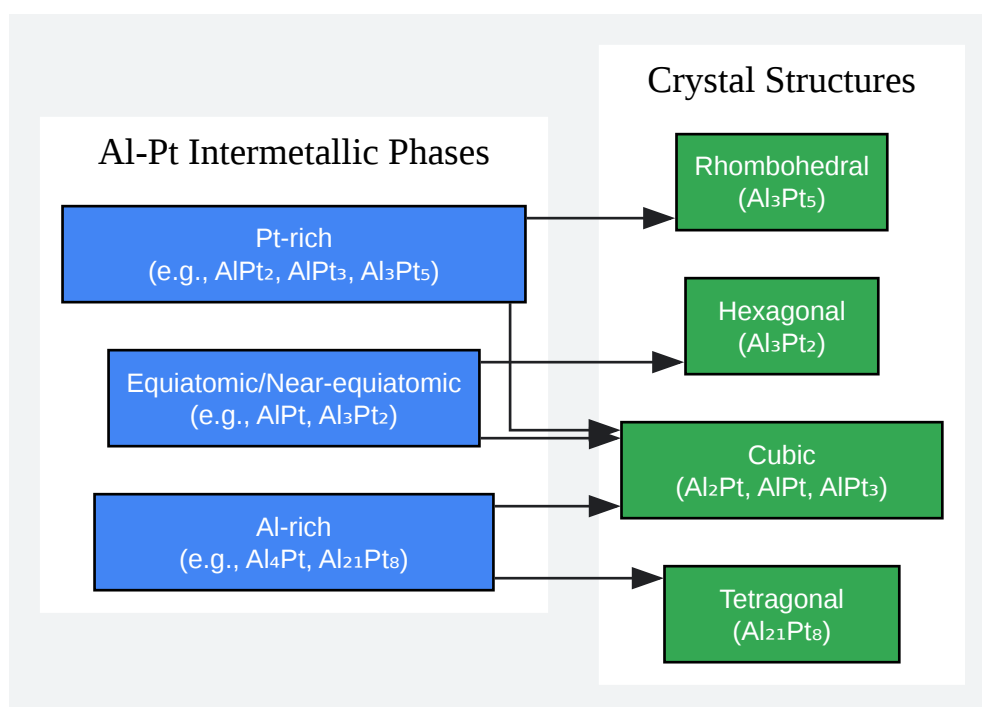 Crystal Structures
Al-Pt Intermetallic Phases
Rhombohedral
(Al₃Pt₅)
Pt-rich
(e.g., AlPt₂, AlPt₃, Al₃Pt₅)
Hexagonal
(Al₃Pt₂)
Equiatomic/Near-equiatomic
(e.g., AlPt, Al₃Pt₂)
Cubic
(Al₂Pt, AlPt, AlPt₃)
Al-rich
(e.g., Al₄Pt, Al₂₁Pt₈)
Tetragonal
(Al₂₁Pt₈)